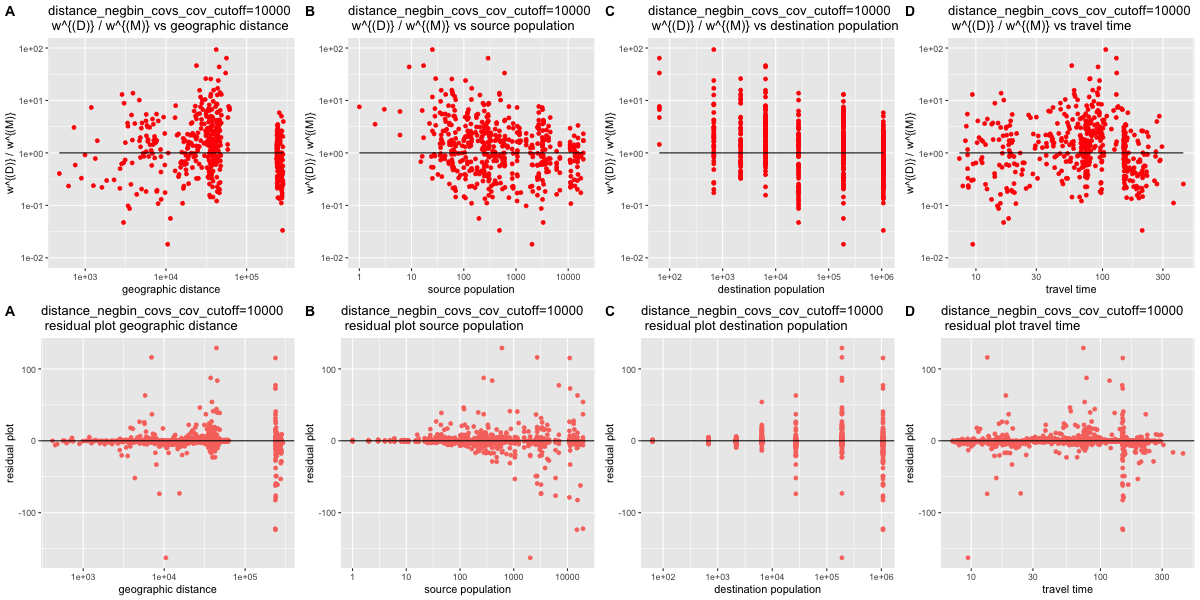 A
distance_negbin_covs_cov_cutoff=10000
w^{(D)} / w^{(M)} vs geographic distance
w^{(D)} / w^{(M)}
1e+02
1e+01
1e+00
1e-01
1e-02
1e+03
1e+04
1e+05
geographic distance
B
distance_negbin_covs_cov_cutoff=10000
w^{(D)} / w^{(M)} vs source population
w^{(D)} / w^{(M)}
1e+02
1e+01
1e+00
1e-01
1e-02
1
10
100
1000
10000
source population
C
distance_negbin_covs_cov_cutoff=10000
w^{(D)} / w^{(M)} vs destination population
w^{(D)} / w^{(M)}
1e+02
1e+01
1e+00
1e-01
1e-02
1e+02
1e+03
1e+04
1e+05
1e+06
destination population
D
distance_negbin_covs_cov_cutoff=10000
w^{(D)} / w^{(M)} vs travel time
w^{(D)} / w^{(M)}
1e+02
1e+01
1e+00
1e-01
1e-02
10
30
100
300
travel time
A
distance_negbin_covs_cov_cutoff=10000
residual plot geographic distance
residual plot
100
0
-100
1e+03
1e+04
1e+05
geographic distance
B
distance_negbin_covs_cov_cutoff=10000
residual plot source population
residual plot
100
0
-100
1
10
100
1000
10000
source population
C
distance_negbin_covs_cov_cutoff=10000
residual plot destination population
residual plot
100
0
-100
1e+02
1e+03
1e+04
1e+05
1e+06
destination population
D
distance_negbin_covs_cov_cutoff=10000
residual plot travel time
residual plot
100
0
-100
10
30
100
300
travel time